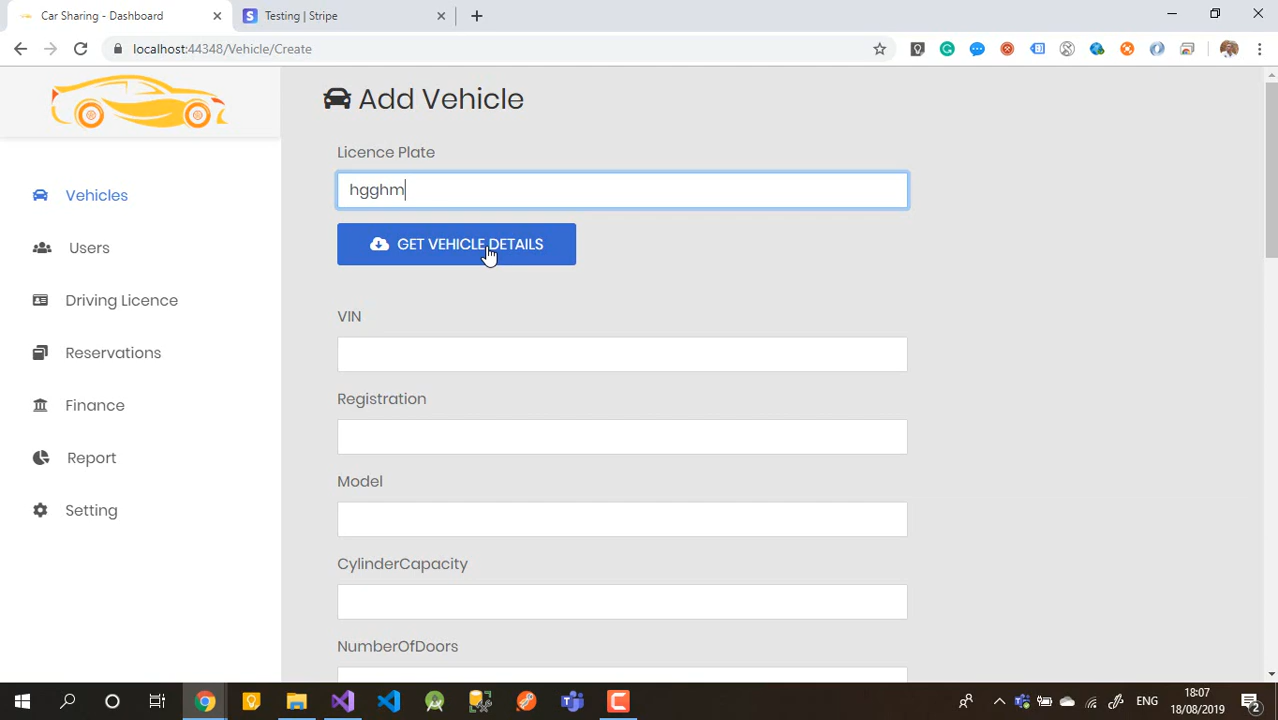 Car Sharing - Dashboard
Testing | Stripe
localhost:44348/Vehicle/Create
Add Vehicle
Licence Plate
hgghm
GET VEHICLE DETAILS
VIN
Registration
Model
CylinderCapacity
NumberOfDoors
Vehicles
Users
Driving Licence
Reservations
Finance
Report
Setting
ENG
18:07
18/08/2019
2